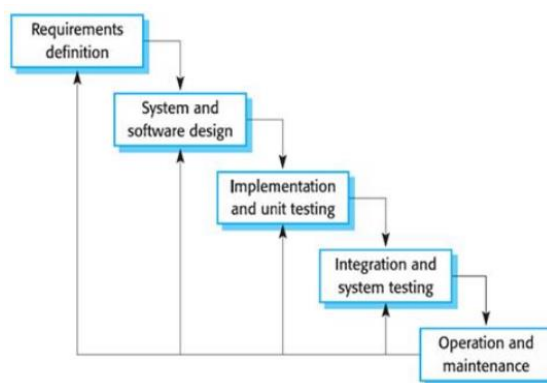 Requirements
definition
System and
software design
Implementation
and unit testing
Integration and
system testing
Operation and
maintenance